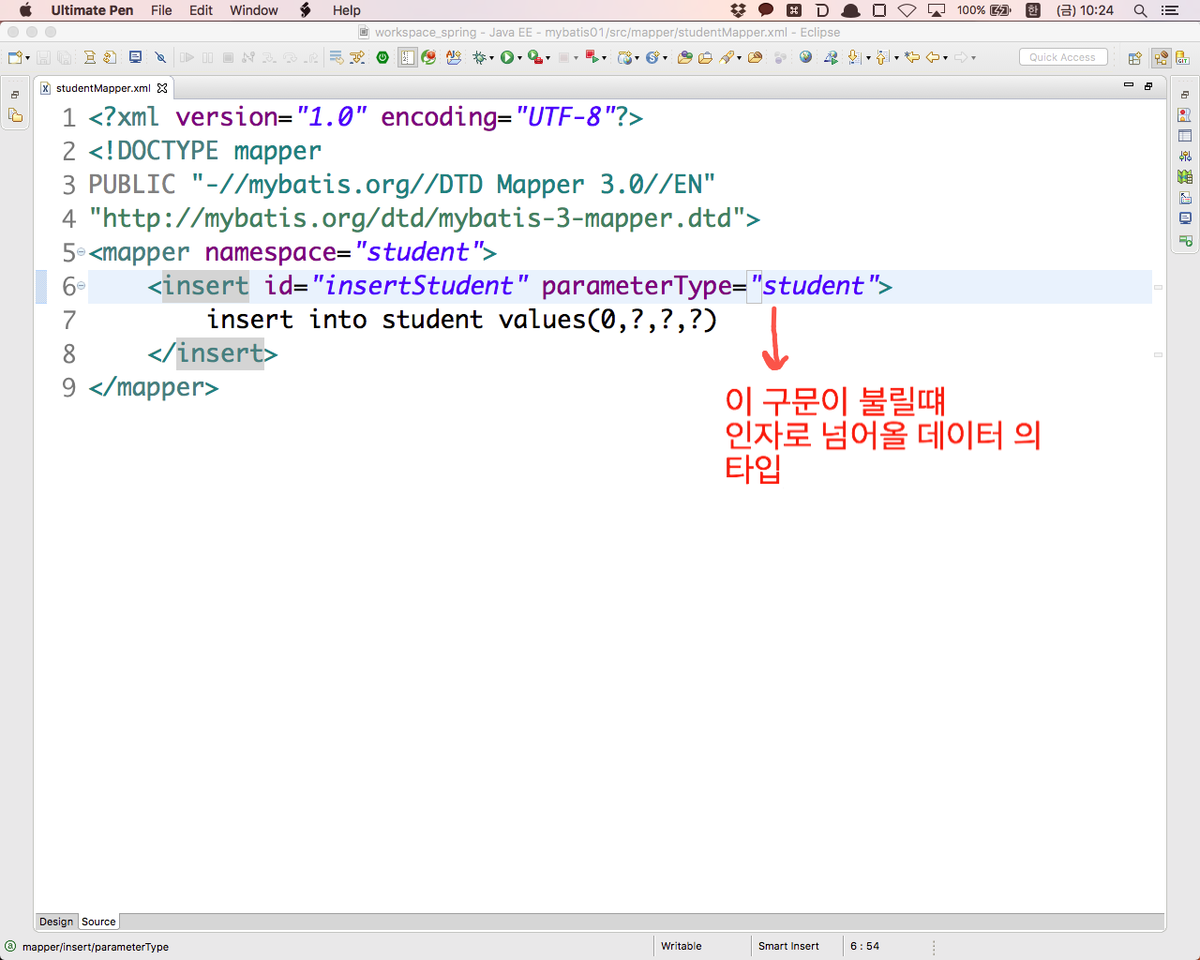 Ultimate Pen File Edit Window Help 100% 한 (금) 10:24
workspace_spring - Java EE - mybatis01/src/mapper/studentMapper.xml - Eclipse
Quick Access
studentMapper.xml
1 <?xml version="1.0" encoding="UTF-8"?>
2 <!DOCTYPE mapper
3 PUBLIC "-//mybatis.org//DTD Mapper 3.0//EN"
4 "http://mybatis.org/dtd/mybatis-3-mapper.dtd">
5 <mapper namespace="student">
6 <insert id="insertStudent" parameterType="student">
7 insert into student values(0,?,?,?)
8 </insert>
9 </mapper>
이 구문이 불릴떄
인자로 넘어올 데이터 의
타입
Design Source
mapper/insert/parameterType Writable Smart Insert 6 : 54